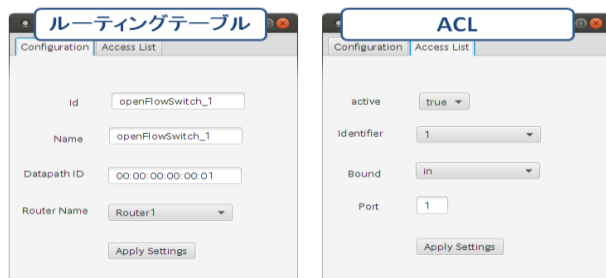 ルーティングテーブル
Configuration Access List
Id openFlowSwitch_1
Name openFlowSwitch_1
Datapath ID 00:00:00:00:00:01
Router Name Router1
Apply Settings
ACL
Configuration Access List
active true
Identifier 1
Bound in
Port 1
Apply Settings